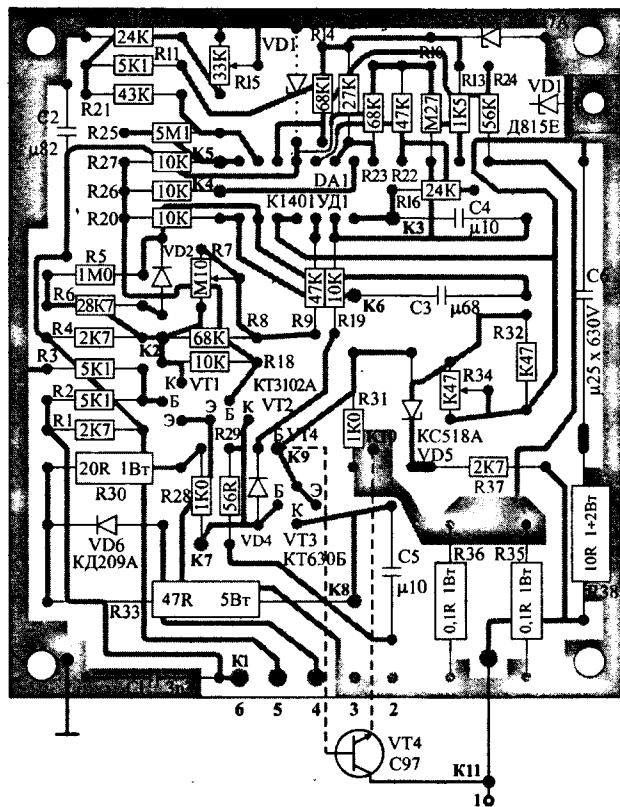 24K
R11
5K1
R21
43K
C2
µ82
R25
5M1
R27
10K
K5
R26
10K
K4
R20
10K
33K
R15
VD1
R14
68K
27K
R10
R13
R24
68K
47K
M27
1K5
56K
VD1
Д815Е
DA1
R23
R22
К1401УД1
R16
24K
K3
C4
µ10
R5
1M0
VD2
R7
M10
R6
28K7
R4
2K7
K2
68K
R8
47K
10K
R9
R19
K6
C3
µ68
C6
µ25 x 630V
R3
5K1
К
VT1
10K
R18
R32
K47
R34
K47
R2
5K1
Б
КТ3102А
VT2
Б
К
R31
1K0
КС518А
VD5
R1
2K7
Э
Э
R29
Б
VT4
K9
K10
20R 1Вт
R30
R28
1K0
56R
2K7
R37
Б
Э
К
VD4
VT3
КТ630Б
VD6
КД209А
K7
C5
µ10
R36
R35
0,1R 1Вт
0,1R 1Вт
10R 1÷2Вт
R38
R33
47R 5Вт
K8
K1
6
5
4
3
2
VT4
C97
K11
1